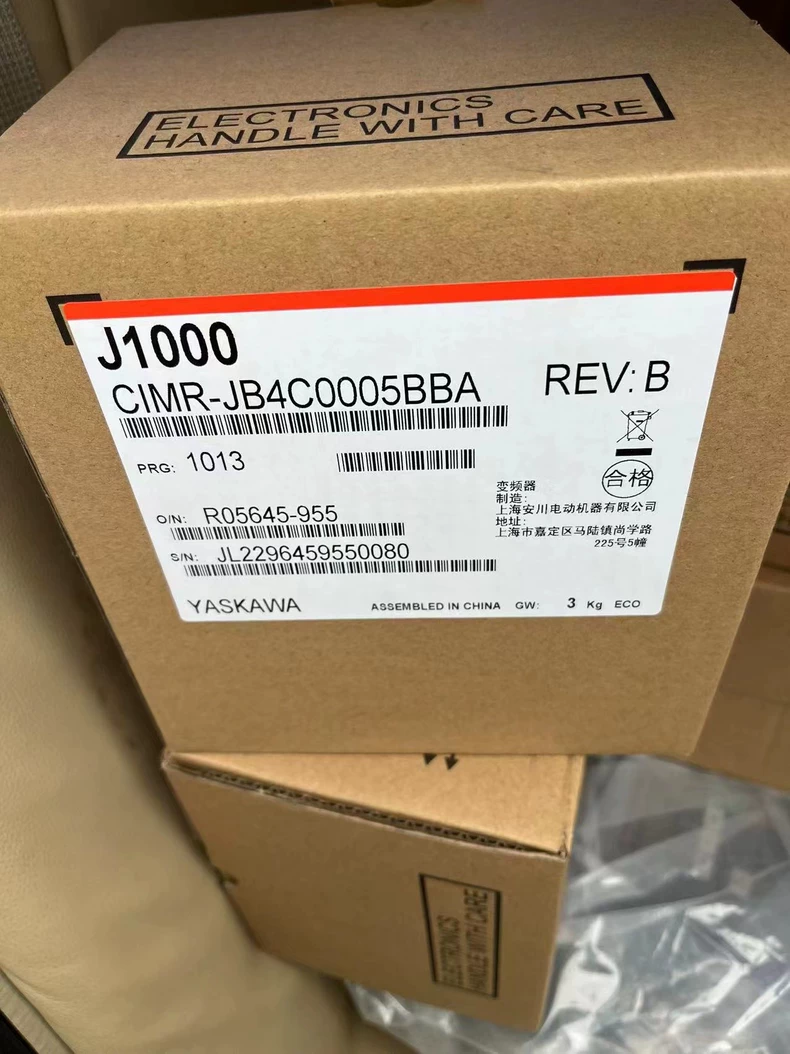 ELECTRONICS
HANDLE WITH CARE
J1000
CIMR-JB4C0005BBA
REV: B
PRG: 1013
合格
变频器
制造:
上海安川电动机器有限公司
地址:
上海市嘉定区马陆镇尚学路
225号5幢
O/N: R05645-955
S/N: JL2296459550080
YASKAWA
ASSEMBLED IN CHINA GW: 3 Kg ECO
ELECTRONICS
HANDLE WITH CARE